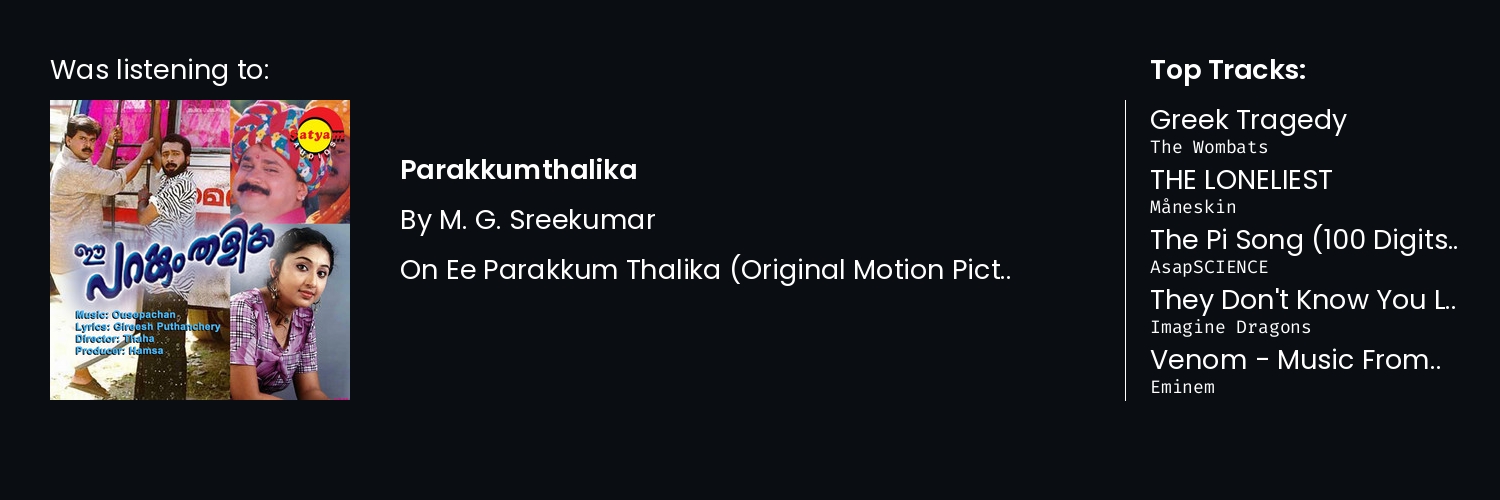 Was listening to:
Satya
AUDIOS
മ
ഈ
പറക്കും തളിക
Music: Ousepachan
Lyrics: Gireesh Puthanchery
Director: Thaha
Producer: Hamsa
Parakkumthalika
By M. G. Sreekumar
On Ee Parakkum Thalika (Original Motion Pict..
Top Tracks:
Greek Tragedy
The Wombats
THE LONELIEST
Måneskin
The Pi Song (100 Digits..
AsapSCIENCE
They Don't Know You L..
Imagine Dragons
Venom - Music From..
Eminem